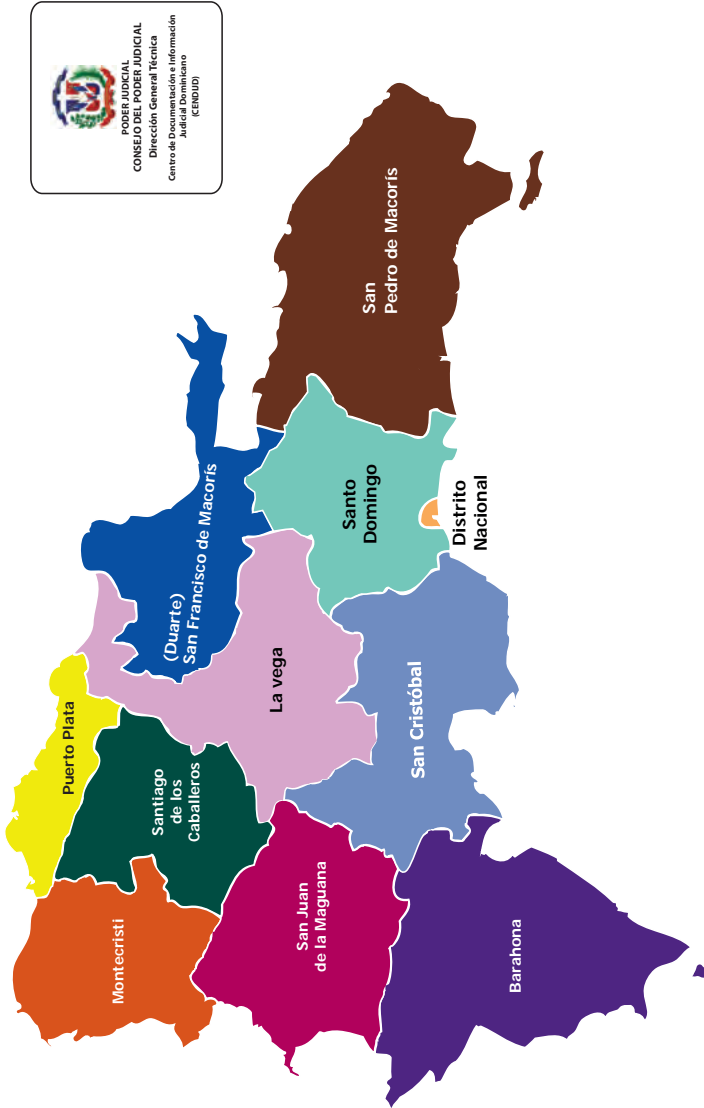 PODER JUDICIAL
CONSEJO DEL PODER JUDICIAL
Dirección General Técnica
Centro de Documentación e Información
Judicial Dominicano
(CENDIJD)
Puerto Plata
Montecristi
Santiago
de los
Caballeros
(Duarte)
San Francisco de Macorís
La vega
San Juan
de la Maguana
Santo
Domingo
San
Pedro de Macorís
Distrito
Nacional
San Cristóbal
Barahona